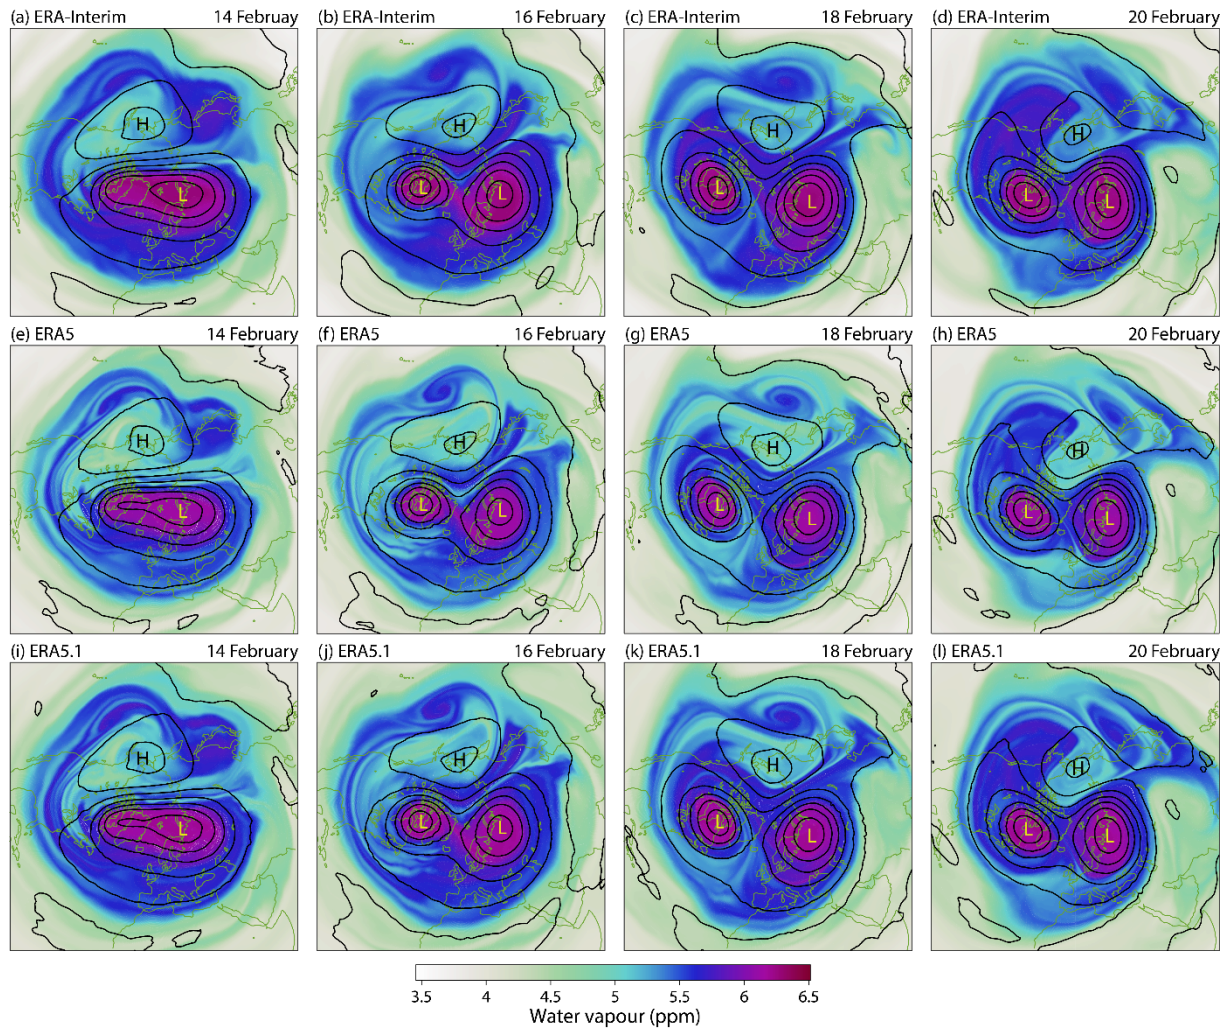 (a) ERA-Interim 14 Februay (b) ERA-Interim 16 February (c) ERA-Interim 18 February (d) ERA-Interim 20 February
H H H H
L L L L L L L
(e) ERA5 14 February (f) ERA5 16 February (g) ERA5 18 February (h) ERA5 20 February
H H H H
L L L L L L L
(i) ERA5.1 14 February (j) ERA5.1 16 February (k) ERA5.1 18 February (l) ERA5.1 20 February
H H H H
L L L L L L L
3.5 4 4.5 5 5.5 6 6.5
Water vapour (ppm)